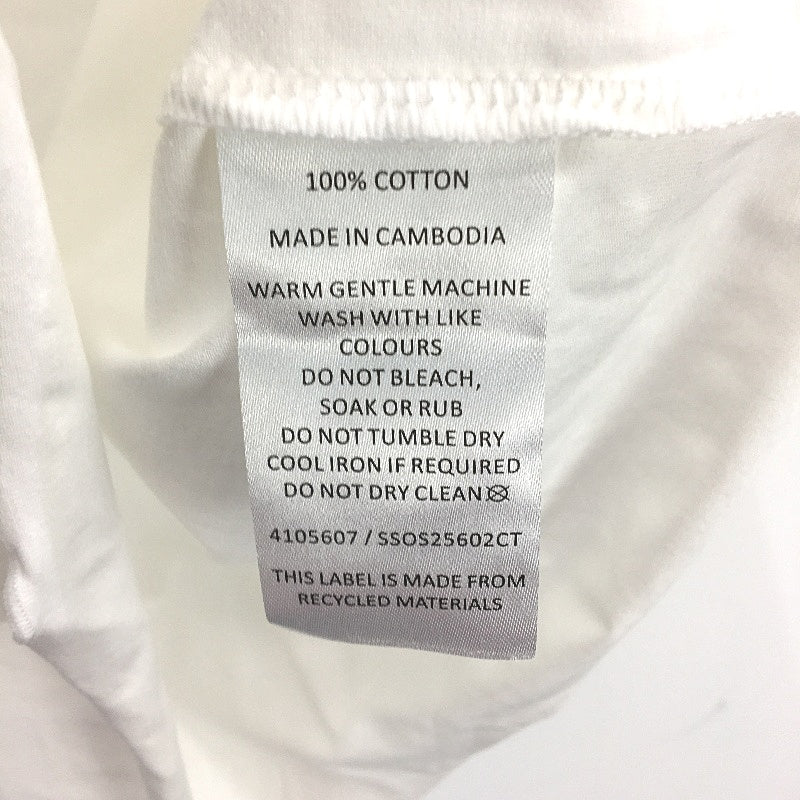 100% COTTON
MADE IN CAMBODIA
WARM GENTLE MACHINE
WASH WITH LIKE
COLOURS
DO NOT BLEACH,
SOAK OR RUB
DO NOT TUMBLE DRY
COOL IRON IF REQUIRED
DO NOT DRY CLEAN
4105607 / SSOS25602CT
THIS LABEL IS MADE FROM
RECYCLED MATERIALS